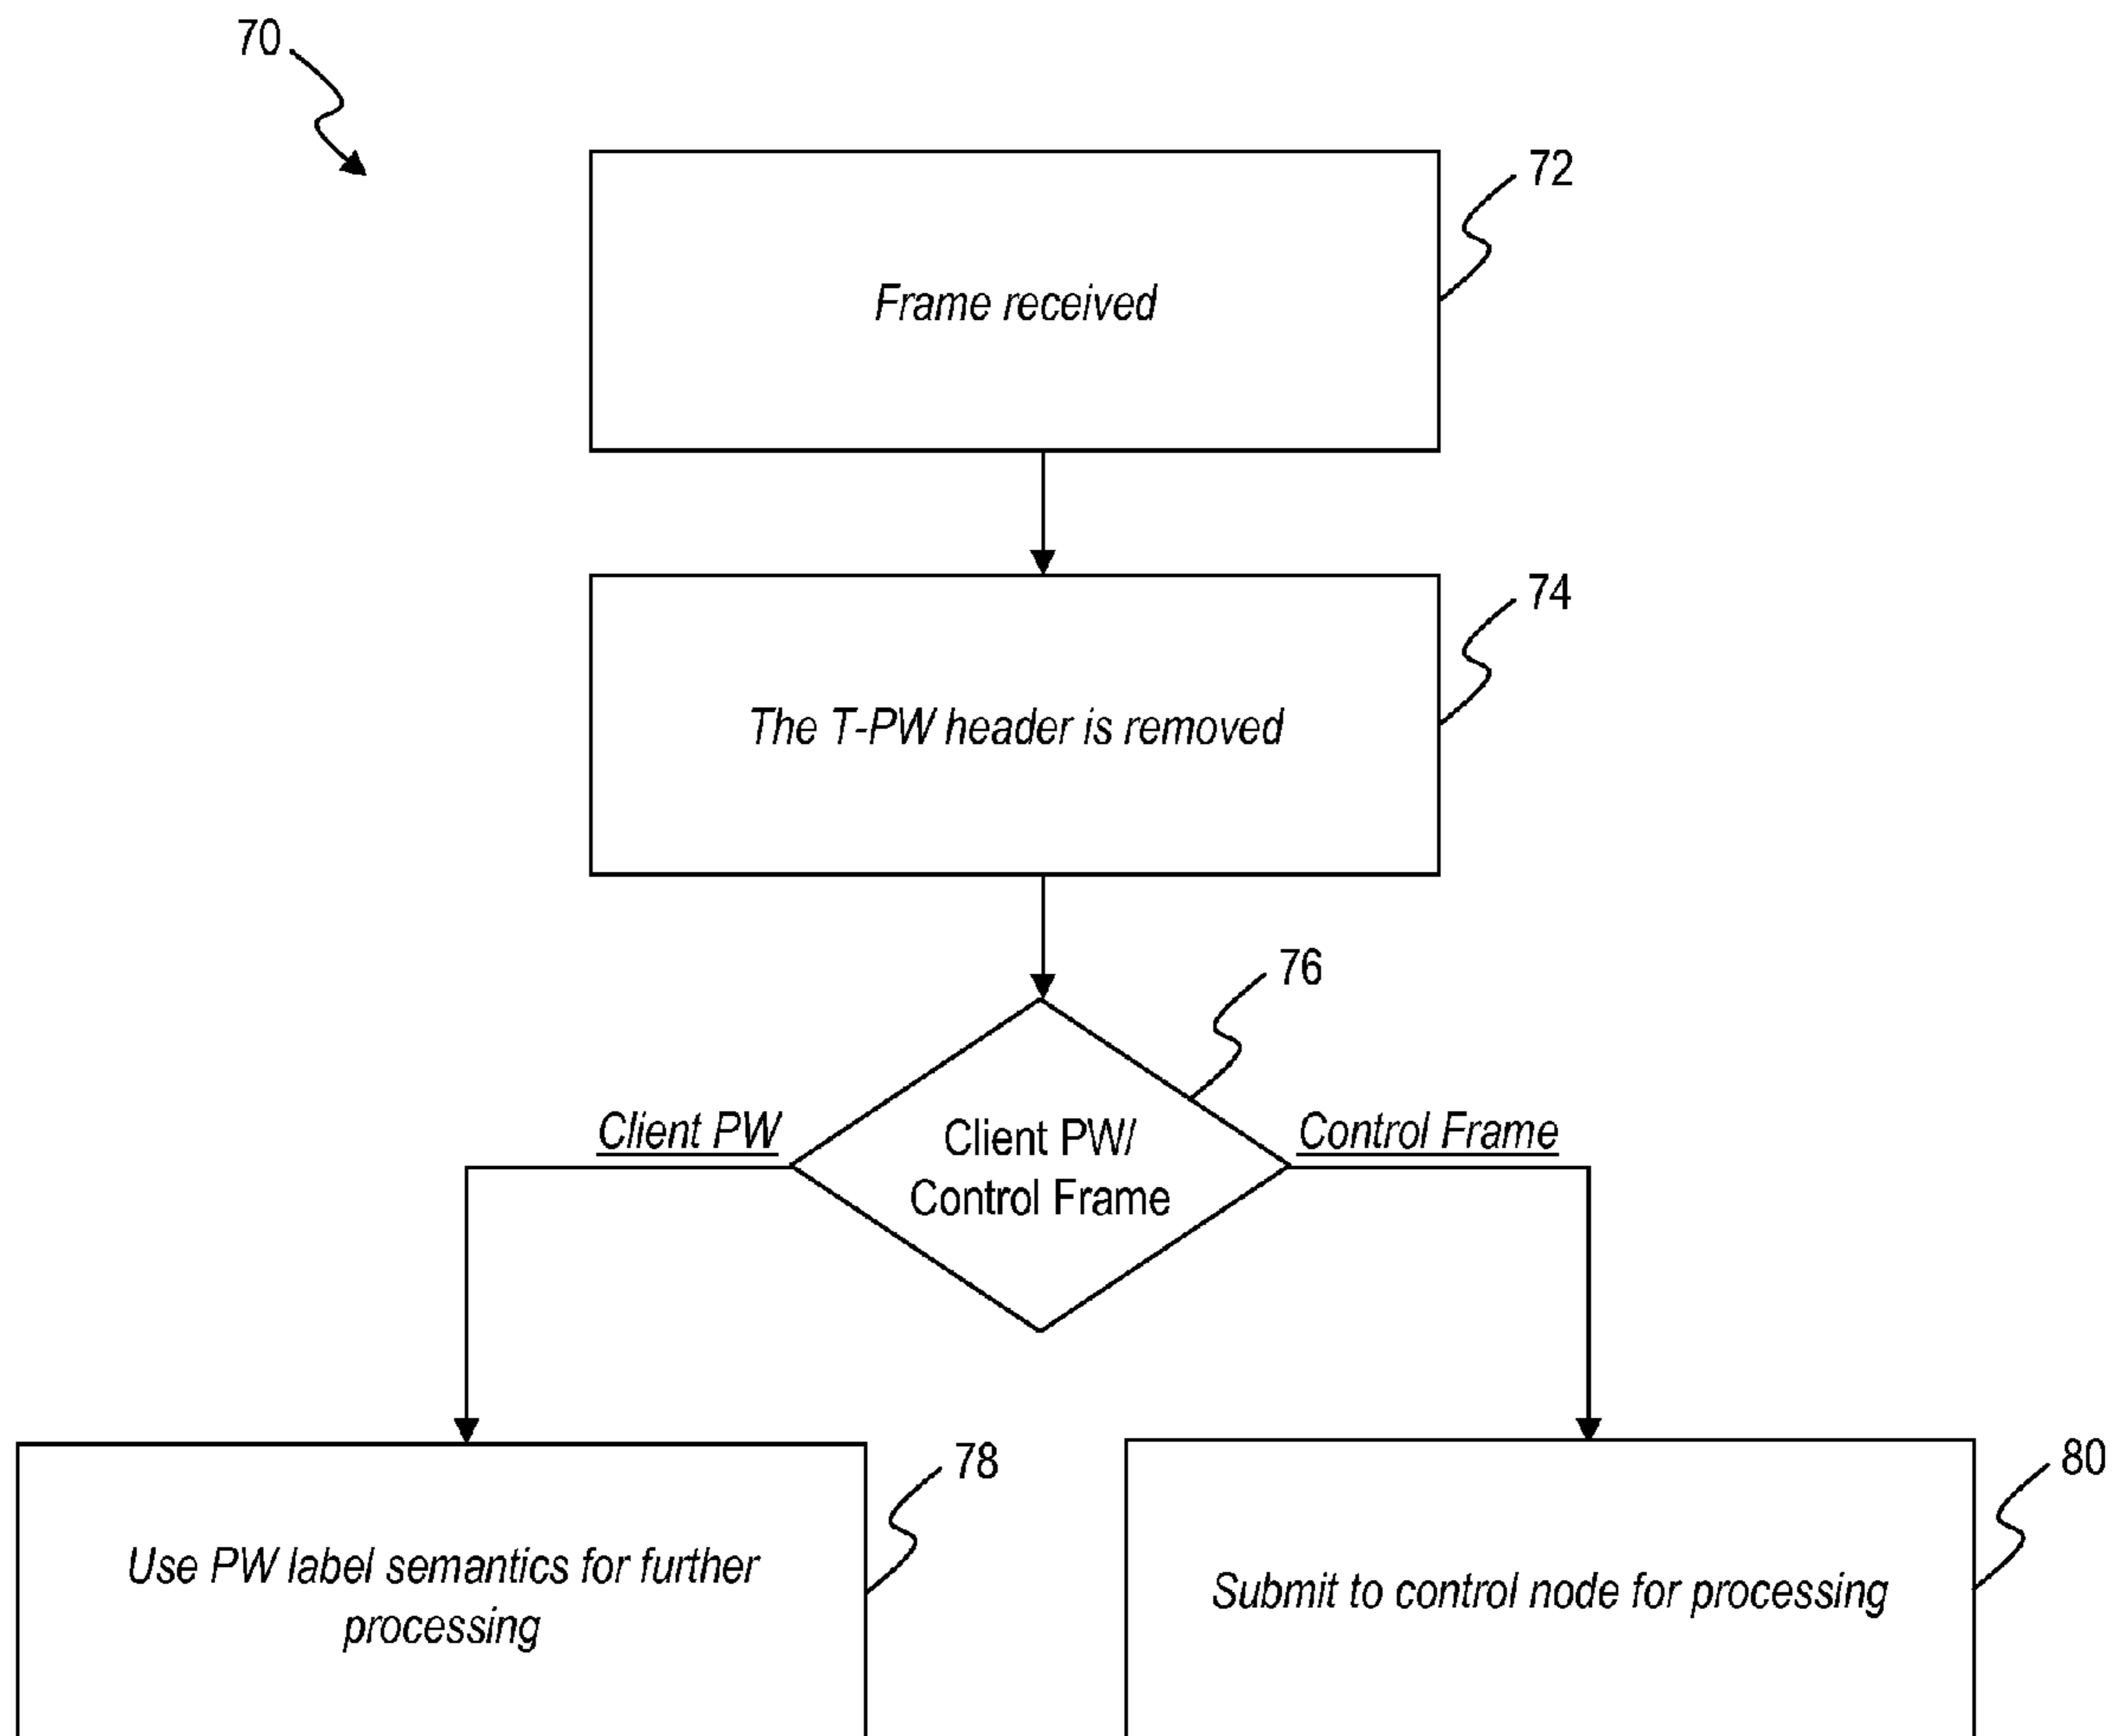 70
72
Frame received
74
The T-PW header is removed
76
Client PW
Client PW/
Control Frame
Control Frame
78
80
Use PW label semantics for further
processing
Submit to control node for processing